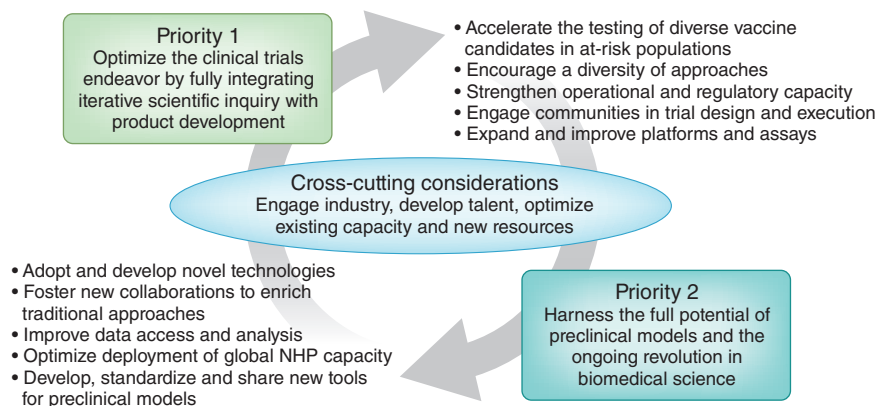 Priority 1
Optimize the clinical trials
endeavor by fully integrating
iterative scientific inquiry with
product development
• Accelerate the testing of diverse vaccine
candidates in at-risk populations
• Encourage a diversity of approaches
• Strengthen operational and regulatory capacity
• Engage communities in trial design and execution
• Expand and improve platforms and assays
Cross-cutting considerations
Engage industry, develop talent, optimize
existing capacity and new resources
• Adopt and develop novel technologies
• Foster new collaborations to enrich
traditional approaches
• Improve data access and analysis
• Optimize deployment of global NHP capacity
• Develop, standardize and share new tools
for preclinical models
Priority 2
Harness the full potential of
preclinical models and the
ongoing revolution in
biomedical science